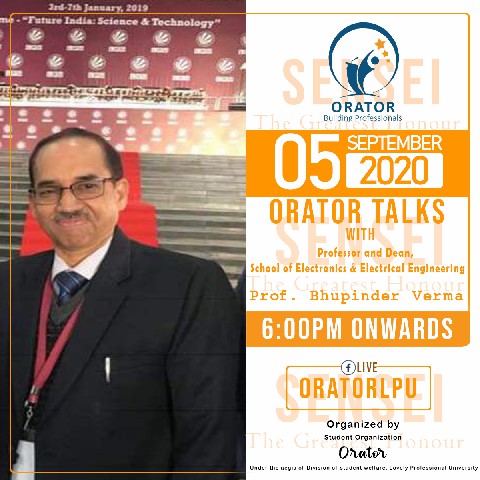 3rd-7th January, 2019
me - "Future India: Science & Technology"
LPU
ORATOR
Building Professionals
SENSEI
The Greatest Honour
05 SEPTEMBER
2020
ORATOR TALKS
WITH
Professor and Dean,
School of Electronics & Electrical Engineering
SENSEI
The Greatest Honour
Prof. Bhupinder Verma
6:00PM ONWARDS
f LIVE
ORATORLPU
SENSEI
Organized by
Student Organization
The Greatest Honour
Orator
Under the aegis of Division of student welfare, Lovely Professional University